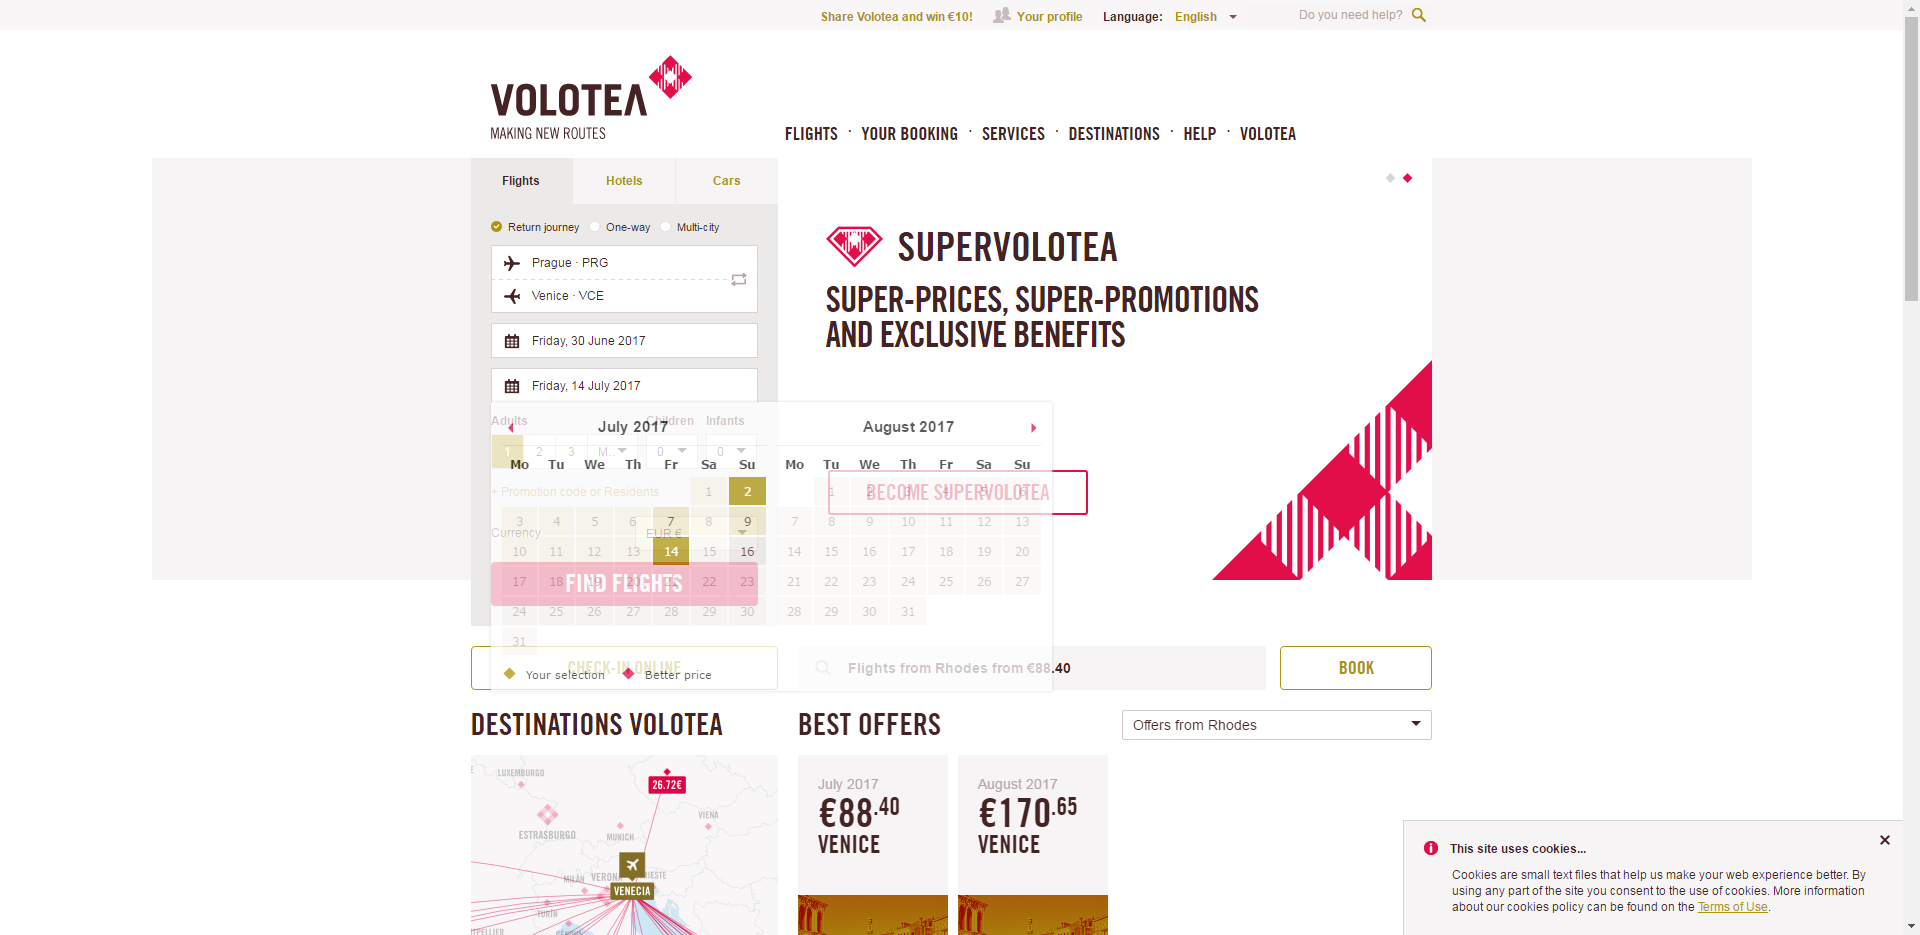 Share Volotea and win €10!
Your profile
Language: English
Do you need help?
VOLOTEA
MAKING NEW ROUTES
FLIGHTS · YOUR BOOKING · SERVICES · DESTINATIONS · HELP · VOLOTEA
Flights
Hotels
Cars
Return journey
One-way
Multi-city
Prague · PRG
Venice · VCE
Friday, 30 June 2017
Friday, 14 July 2017
SUPERVOLOTEA
SUPER-PRICES, SUPER-PROMOTIONS
AND EXCLUSIVE BENEFITS
BECOME SUPERVOLOTEA
Adults
Children
Infants
1 2 3 M..
0
0
+ Promotion code or Residents
Currency
EUR €
FIND FLIGHTS
July 2017
Mo Tu We Th Fr Sa Su
1 2
3 4 5 6 7 8 9
10 11 12 13 14 15 16
17 18 19 20 21 22 23
24 25 26 27 28 29 30
31
August 2017
Mo Tu We Th Fr Sa Su
1 2 3 4 5 6
7 8 9 10 11 12 13
14 15 16 17 18 19 20
21 22 23 24 25 26 27
28 29 30 31
Your selection
Better price
CHECK-IN ONLINE
Flights from Rhodes from €88.40
BOOK
DESTINATIONS VOLOTEA
BEST OFFERS
Offers from Rhodes
LUXEMBURGO
26.72€
ESTRASBURGO
MUNICH
VIENA
MILÁN
VERONA
RIESTE
VENECIA
TURÍN
GÉNOVA
TPELLIER
July 2017
€88.40
VENICE
August 2017
€170.65
VENICE
This site uses cookies...
Cookies are small text files that help us make your web experience better. By
using any part of the site you consent to the use of cookies. More information
about our cookies policy can be found on the Terms of Use.